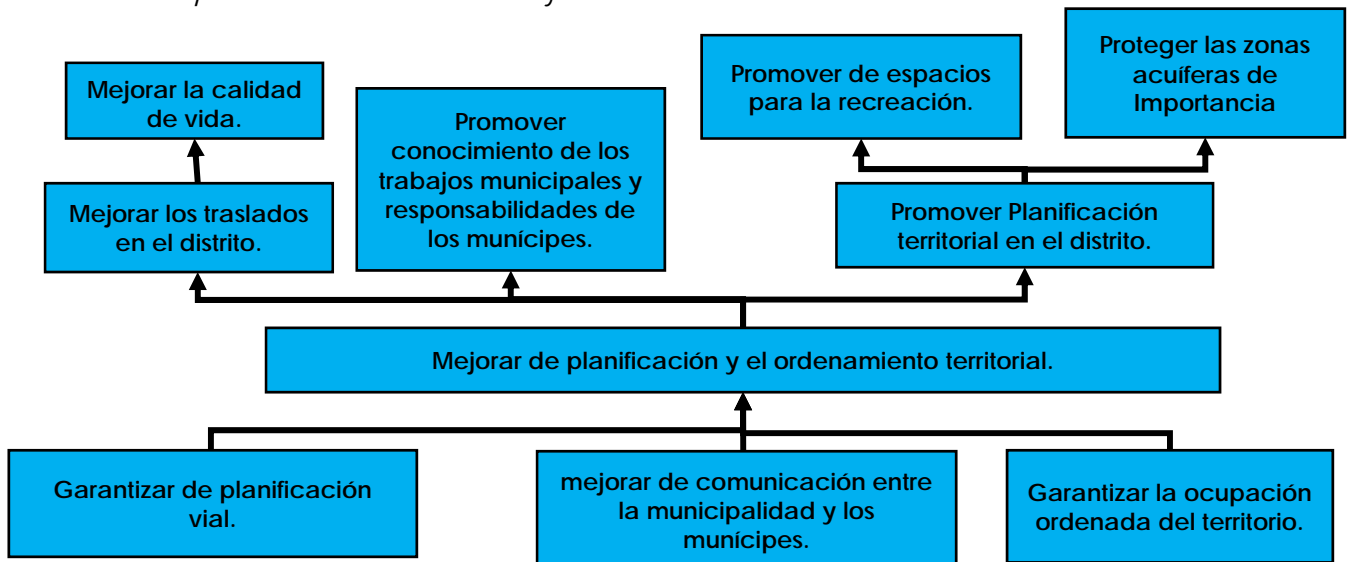 Proteger las zonas
acuíferas de
Importancia
Promover de espacios
para la recreación.
Mejorar la calidad
de vida.
Promover
conocimiento de los
trabajos municipales y
responsabilidades de
los munícipes.
Mejorar los traslados
en el distrito.
Promover Planificación
territorial en el distrito.
Mejorar de planificación y el ordenamiento territorial.
Garantizar de planificación
vial.
mejorar de comunicación entre
la municipalidad y los
munícipes.
Garantizar la ocupación
ordenada del territorio.